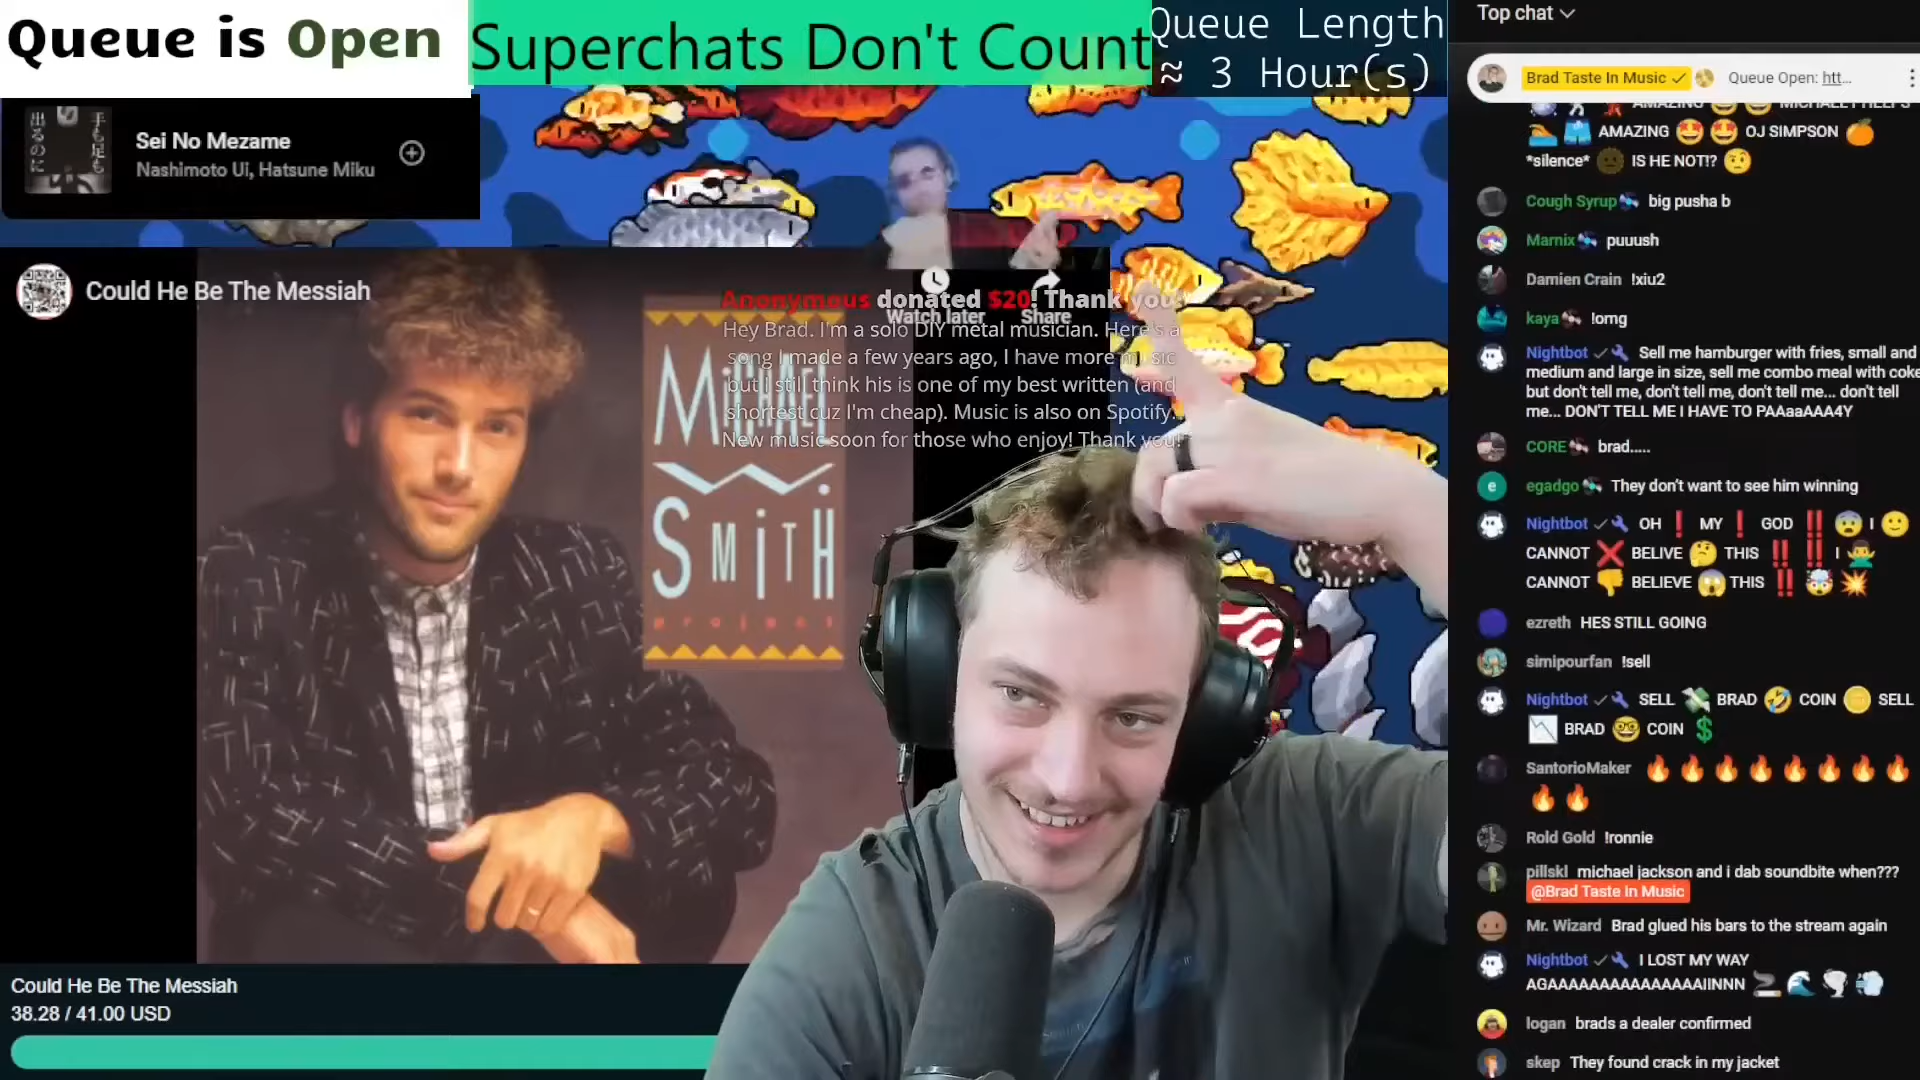 Queue is Open
Superchats Don't Count
Queue Length
≈ 3 Hour(s)
手も足も
出るのに
Sei No Mezame
Nashimoto Ui, Hatsune Miku
Could He Be The Messiah
Watch later
Share
Anonymous donated $20! Thank you!
Hey Brad. I'm a solo DIY metal musician. Here's a
song I made a few years ago, I have more music
but i still think his is one of my best written (and
shortest cuz I'm cheap). Music is also on Spotify.
New music soon for those who enjoy! Thank you!
MiCHAEL
W.
SMiTH
project
Could He Be The Messiah
38.28 / 41.00 USD
Top chat
Brad Taste In Music ✓ Queue Open: htt...
AMAZING 🤩 🤩 OJ SIMPSON 🍊
*silence* IS HE NOT!? 🤨
Cough Syrup big pusha b
Marnix puuush
Damien Crain !xiu2
kaya !omg
Nightbot ✓ Sell me hamburger with fries, small and
medium and large in size, sell me combo meal with coke
but don't tell me, don't tell me, don't tell me... don't tell
me... DON'T TELL ME I HAVE TO PAAaaAAA4Y
CORE brad.....
egadgo They don't want to see him winning
Nightbot ✓ OH ❗ MY ❗ GOD ‼ 😨 I 🙂
CANNOT ❌ BELIVE 🤔 THIS ‼ ‼ I 🙅‍♂️
CANNOT 👎 BELIEVE 😱 THIS ‼ 🤯 💥
ezreth HES STILL GOING
simipourfan !sell
Nightbot ✓ SELL 💸 BRAD 🤣 COIN 🪙 SELL
📉 BRAD 🤓 COIN 💲
SantorioMaker 🔥 🔥 🔥 🔥 🔥 🔥 🔥 🔥
🔥 🔥
Rold Gold !ronnie
pillskl michael jackson and i dab soundbite when???
@Brad Taste In Music
Mr. Wizard Brad glued his bars to the stream again
Nightbot ✓ I LOST MY WAY
AGAAAAAAAAAAAAAAAIINNN 🚬 🌊 🌪 💨
logan brads a dealer confirmed
skep They found crack in my jacket
e